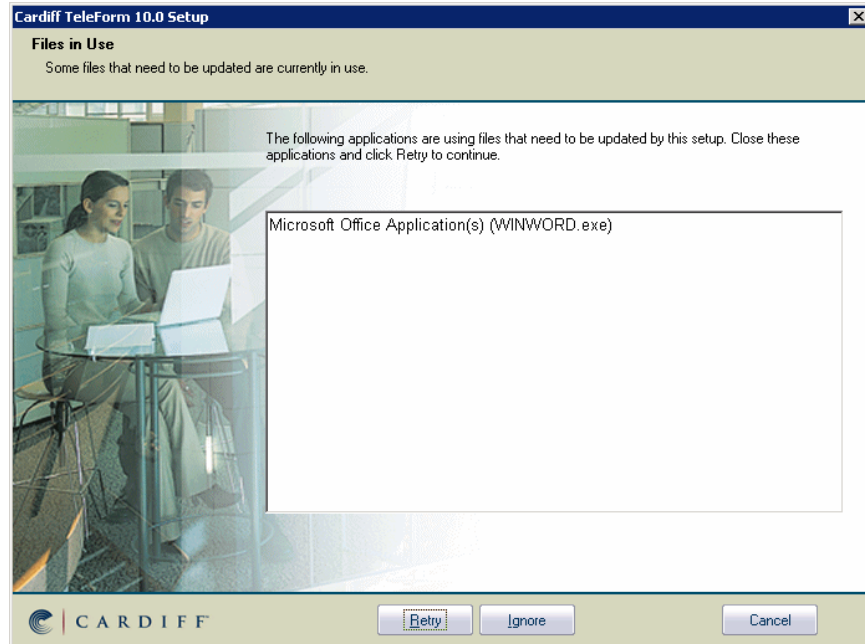 Cardiff TeleForm 10.0 Setup
Files in Use
Some files that need to be updated are currently in use.
The following applications are using files that need to be updated by this setup. Close these
applications and click Retry to continue.
Microsoft Office Application(s) (WINWORD.exe)
CARDIFF
Retry
Ignore
Cancel